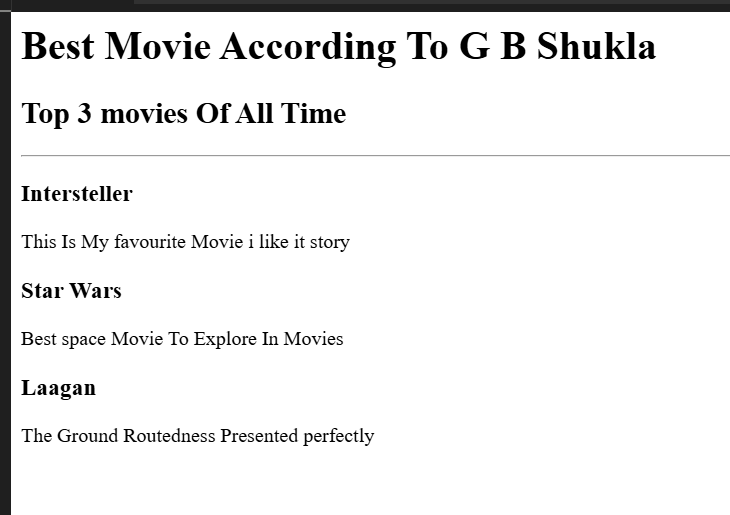 Best Movie According To G B Shukla
Top 3 movies Of All Time
Intersteller
This Is My favourite Movie i like it story
Star Wars
Best space Movie To Explore In Movies
Laagan
The Ground Routedness Presented perfectly